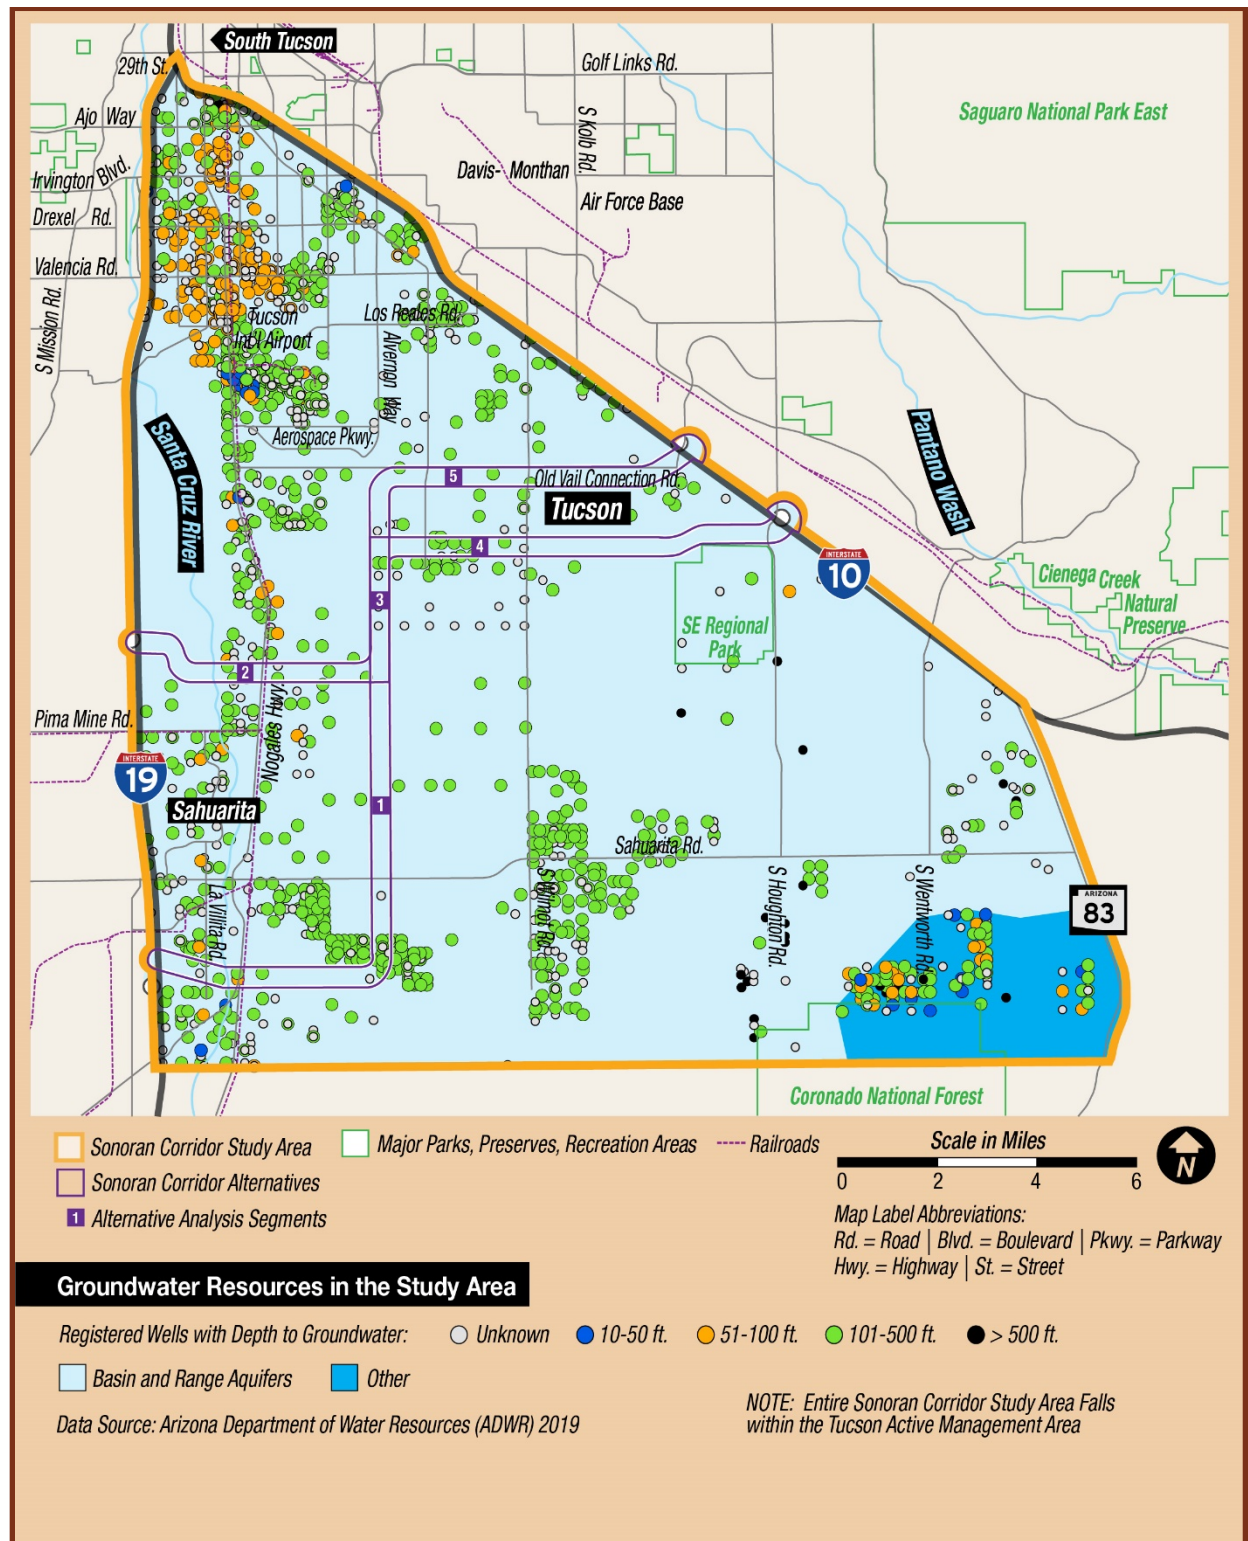 South Tucson
29th St.
Golf Links Rd.
Ajo Way
S Kolb Rd.
Saguaro National Park East
Irvington Blvd.
Davis- Monthan
Air Force Base
Drexel Rd.
Valencia Rd.
S Mission Rd.
Tucson
Int'l Airport
Los Reales Rd.
Alvernon Way
Santa Cruz River
Aerospace Pkwy.
Pantano Wash
5
Old Vail Connection Rd.
Tucson
4
INTERSTATE
10
Cienega Creek
Natural
Preserve
3
SE Regional
Park
2
Nogales Hwy.
Pima Mine Rd.
INTERSTATE
19
Sahuarita
1
Sahuarita Rd.
La Villita Rd.
S Wilmot Rd.
S Houghton Rd.
S Wentworth Rd.
ARIZONA
83
Coronado National Forest
Sonoran Corridor Study Area
Major Parks, Preserves, Recreation Areas
Railroads
Sonoran Corridor Alternatives
1 Alternative Analysis Segments
Scale in Miles
0 2 4 6
N
Map Label Abbreviations:
Rd. = Road | Blvd. = Boulevard | Pkwy. = Parkway
Hwy. = Highway | St. = Street
Groundwater Resources in the Study Area
Registered Wells with Depth to Groundwater: Unknown 10-50 ft. 51-100 ft. 101-500 ft. > 500 ft.
Basin and Range Aquifers Other
Data Source: Arizona Department of Water Resources (ADWR) 2019
NOTE: Entire Sonoran Corridor Study Area Falls
within the Tucson Active Management Area